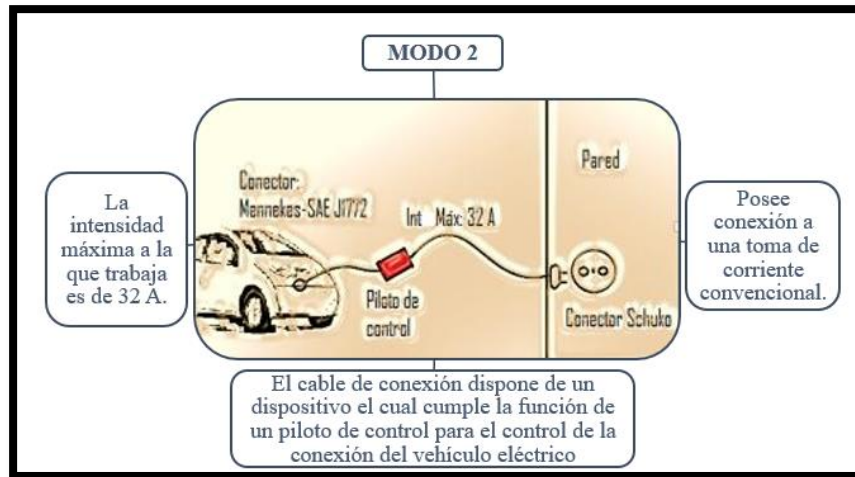 MODO 2
La
intensidad
máxima a la
que trabaja
es de 32 A.
Conector:
Mennekes-SAE J1772
Int Máx: 32 A
Piloto de
control
Pared
Conector Schuko
Posee
conexión a
una toma de
corriente
convencional.
El cable de conexión dispone de un
dispositivo el cual cumple la función de
un piloto de control para el control de la
conexión del vehículo eléctrico